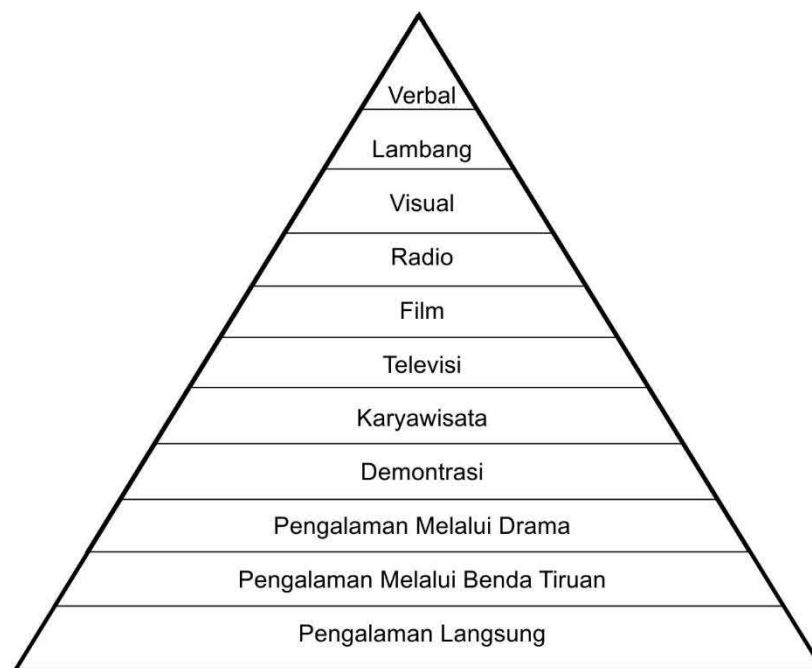 Verbal
Lambang
Visual
Radio
Film
Televisi
Karyawisata
Demontrasi
Pengalaman Melalui Drama
Pengalaman Melalui Benda Tiruan
Pengalaman Langsung